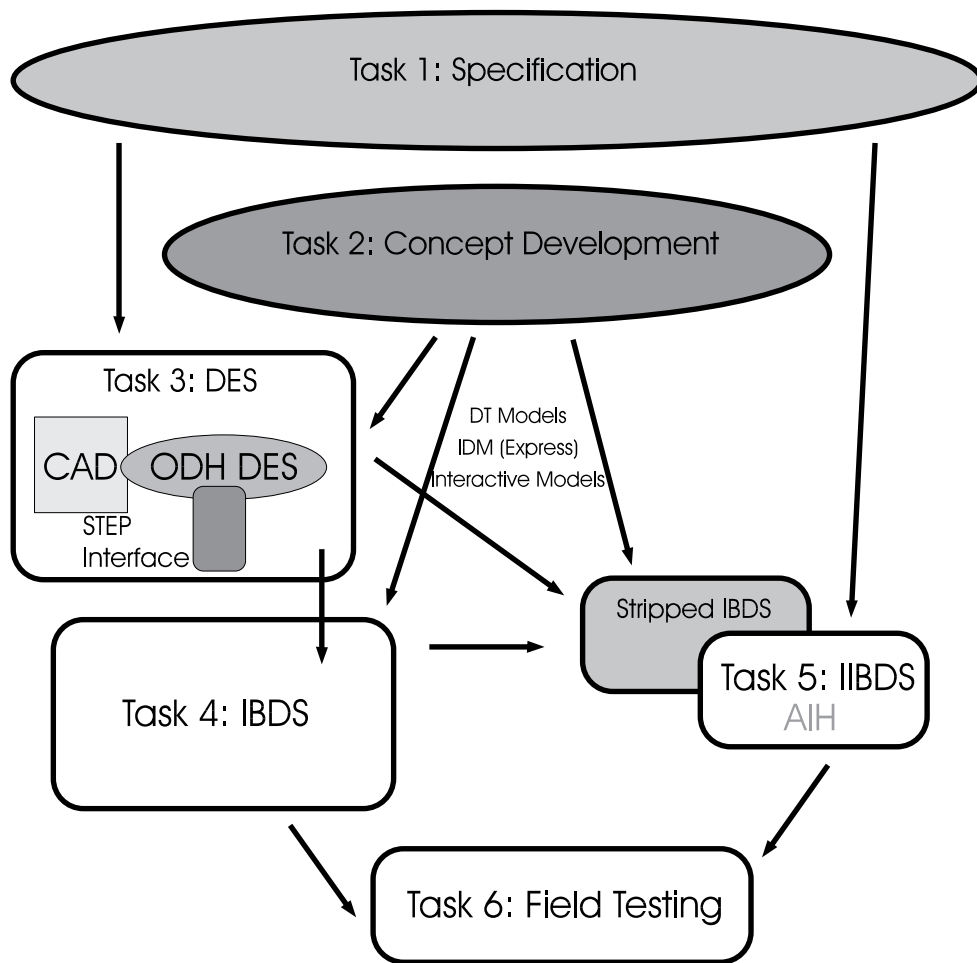 Task 1: Specification
Task 2: Concept Development
Task 3: DES
DT Models
IDM (Express)
Interactive Models
CAD
ODH DES
STEP
Interface
Stripped IBDS
Task 4: IBDS
Task 5: IIBDS
AIH
Task 6: Field Testing